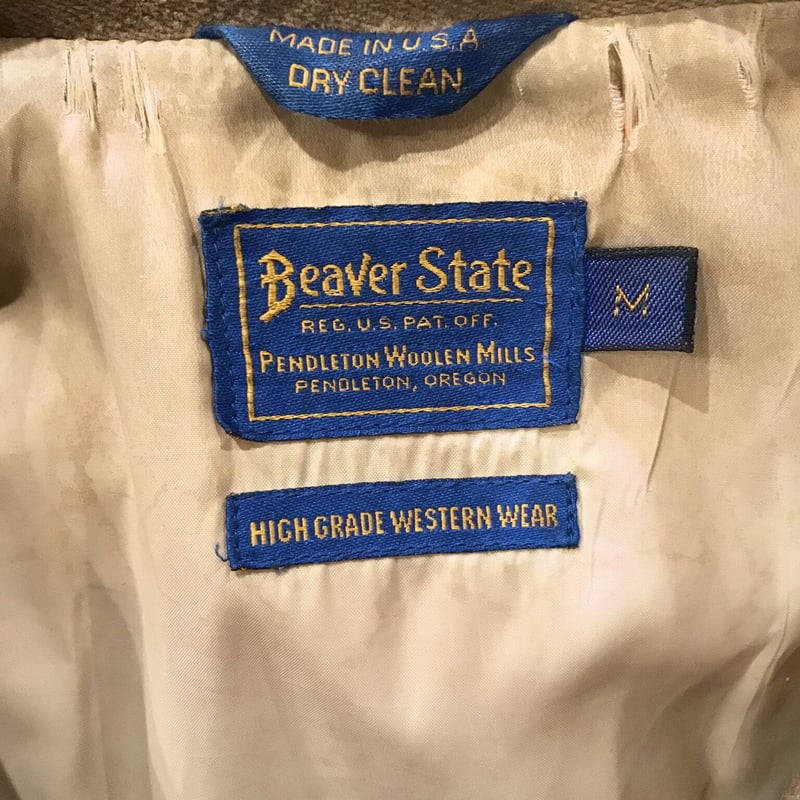 MADE IN U.S.A
DRY CLEAN
Beaver State
REG. U.S. PAT. OFF.
PENDLETON WOOLEN MILLS
PENDLETON, OREGON
M
HIGH GRADE WESTERN WEAR